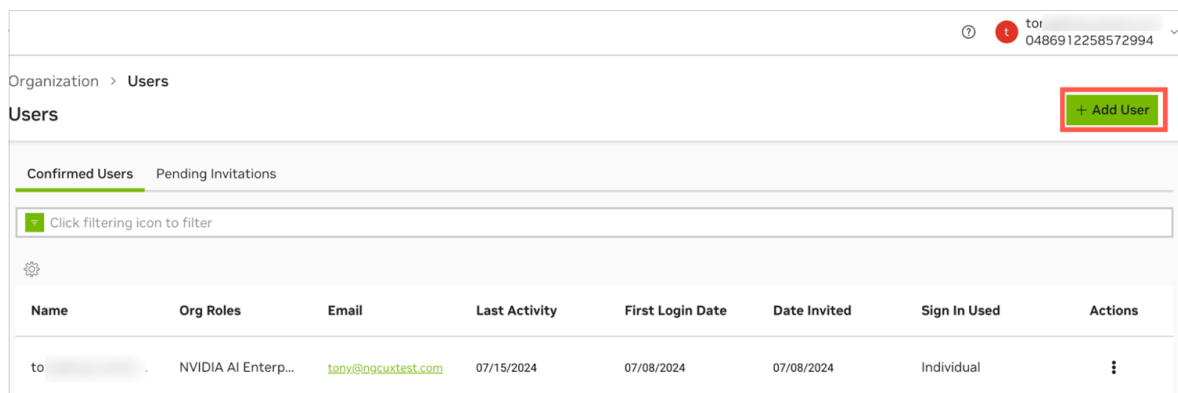 t
tor
0486912258572994
Organization > Users
Users
+ Add User
Confirmed Users Pending Invitations
Click filtering icon to filter
Name Org Roles Email Last Activity First Login Date Date Invited Sign In Used Actions
to NVIDIA AI Enterp... tony@ngcuxtest.com 07/15/2024 07/08/2024 07/08/2024 Individual